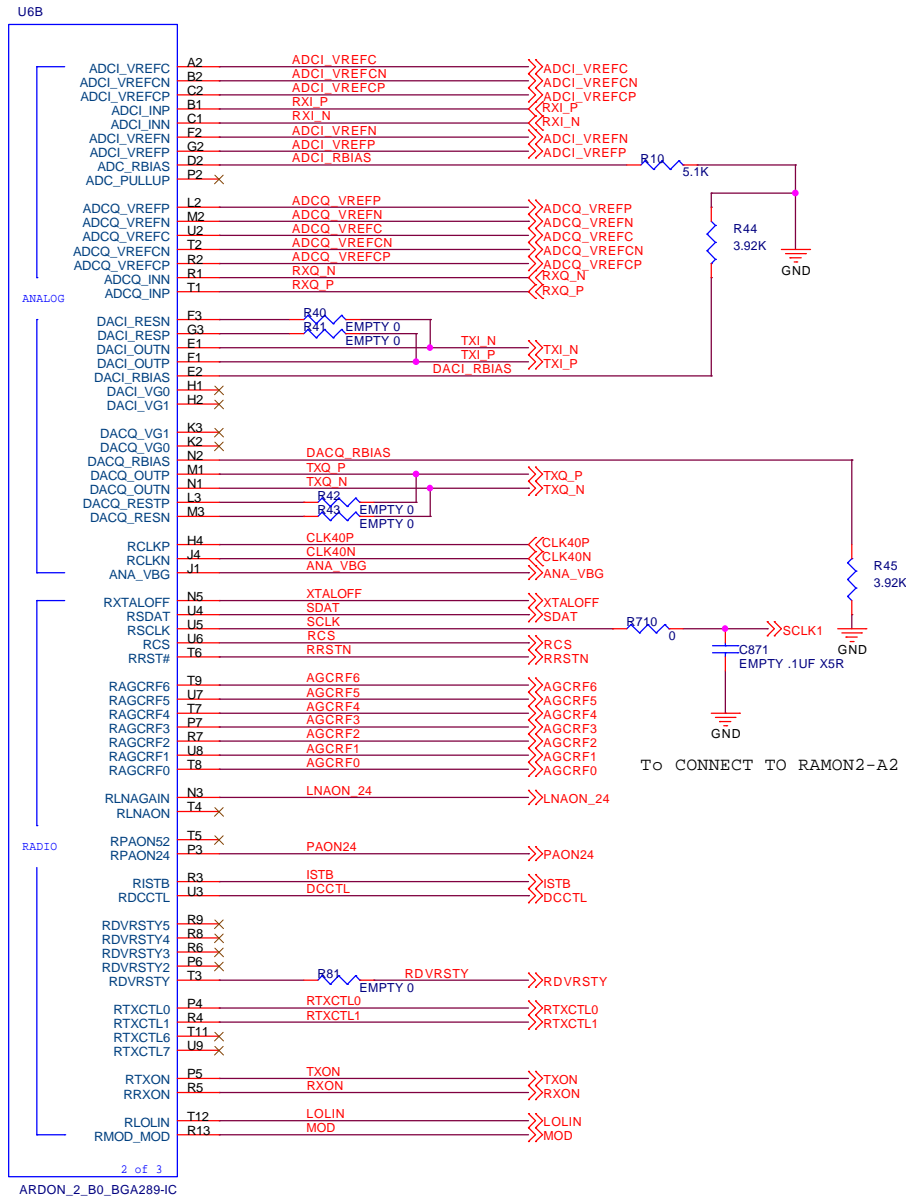 U6B
ADCI_VREFC A2 ADCI_VREFC ADCI_VREFC
ADCI_VREFCN B2 ADCI_VREFCN ADCI_VREFCN
ADCI_VREFCP C2 ADCI_VREFCP ADCI_VREFCP
ADCI_INP B1 RXI_P RXI_P
ADCI_INN C1 RXI_N RXI_N
ADCI_VREFN F2 ADCI_VREFN ADCI_VREFN
ADCI_VREFP G2 ADCI_VREFP ADCI_VREFP
ADC_RBIAS D2 ADCI_RBIAS R10 5.1K
ADC_PULLUP P2
ADCQ_VREFP L2 ADCQ_VREFP ADCQ_VREFP
ADCQ_VREFN M2 ADCQ_VREFN ADCQ_VREFN
ADCQ_VREFC U2 ADCQ_VREFC ADCQ_VREFC
ADCQ_VREFCN T2 ADCQ_VREFCN ADCQ_VREFCN
ADCQ_VREFCP R2 ADCQ_VREFCP ADCQ_VREFCP
ADCQ_INN R1 RXQ_N RXQ_N
ADCQ_INP T1 RXQ_P RXQ_P
R44
3.92K
GND
ANALOG
DACI_RESN F3 R40 EMPTY 0
DACI_RESP G3 R41 EMPTY 0
DACI_OUTN E1 TXI_N TXI_N
DACI_OUTP F1 TXI_P TXI_P
DACI_RBIAS E2 DACI_RBIAS
DACI_VG0 H1
DACI_VG1 H2
DACQ_VG1 K3
DACQ_VG0 K2
DACQ_RBIAS N2 DACQ_RBIAS
DACQ_OUTP M1 TXQ_P TXQ_P
DACQ_OUTN N1 TXQ_N TXQ_N
DACQ_RESTP L3 R42 EMPTY 0
DACQ_RESN M3 R43 EMPTY 0
RCLKP H4 CLK40P CLK40P
RCLKN J4 CLK40N CLK40N
ANA_VBG J1 ANA_VBG ANA_VBG
R45
3.92K
GND
RXTALOFF N5 XTALOFF XTALOFF
RSDAT U4 SDAT SDAT
RSCLK U5 SCLK R710 0 SCLK1
RCS U6 RCS RCS
RRST# T6 RRSTN RRSTN
C871
EMPTY .1UF X5R
GND
To CONNECT TO RAMON2-A2
RAGCRF6 T9 AGCRF6 AGCRF6
RAGCRF5 U7 AGCRF5 AGCRF5
RAGCRF4 T7 AGCRF4 AGCRF4
RAGCRF3 P7 AGCRF3 AGCRF3
RAGCRF2 R7 AGCRF2 AGCRF2
RAGCRF1 U8 AGCRF1 AGCRF1
RAGCRF0 T8 AGCRF0 AGCRF0
RLNAGAIN N3 LNAON_24 LNAON_24
RLNAON T4
RADIO
RPAON52 T5
RPAON24 P3 PAON24 PAON24
RISTB R3 ISTB ISTB
RDCCTL U3 DCCTL DCCTL
RDVRSTY5 R9
RDVRSTY4 R8
RDVRSTY3 R6
RDVRSTY2 P6
RDVRSTY T3 R81 EMPTY 0 RDVRSTY RDVRSTY
RTXCTL0 P4 RTXCTL0 RTXCTL0
RTXCTL1 R4 RTXCTL1 RTXCTL1
RTXCTL6 T11
RTXCTL7 U9
RTXON P5 TXON TXON
RRXON R5 RXON RXON
RLOLIN T12 LOLIN LOLIN
RMOD_MOD R13 MOD MOD
2 of 3
ARDON_2_B0_BGA289-IC